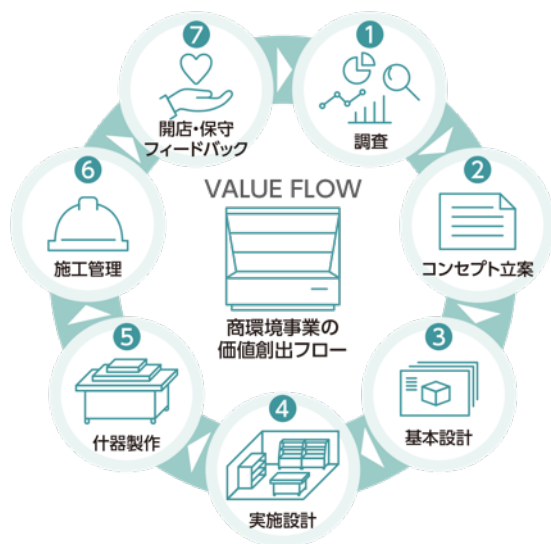 VALUE FLOW
商環境事業の
価値創出フロー
1
調査
2
コンセプト立案
3
基本設計
4
実施設計
5
什器製作
6
施工管理
7
開店・保守
フィードバック